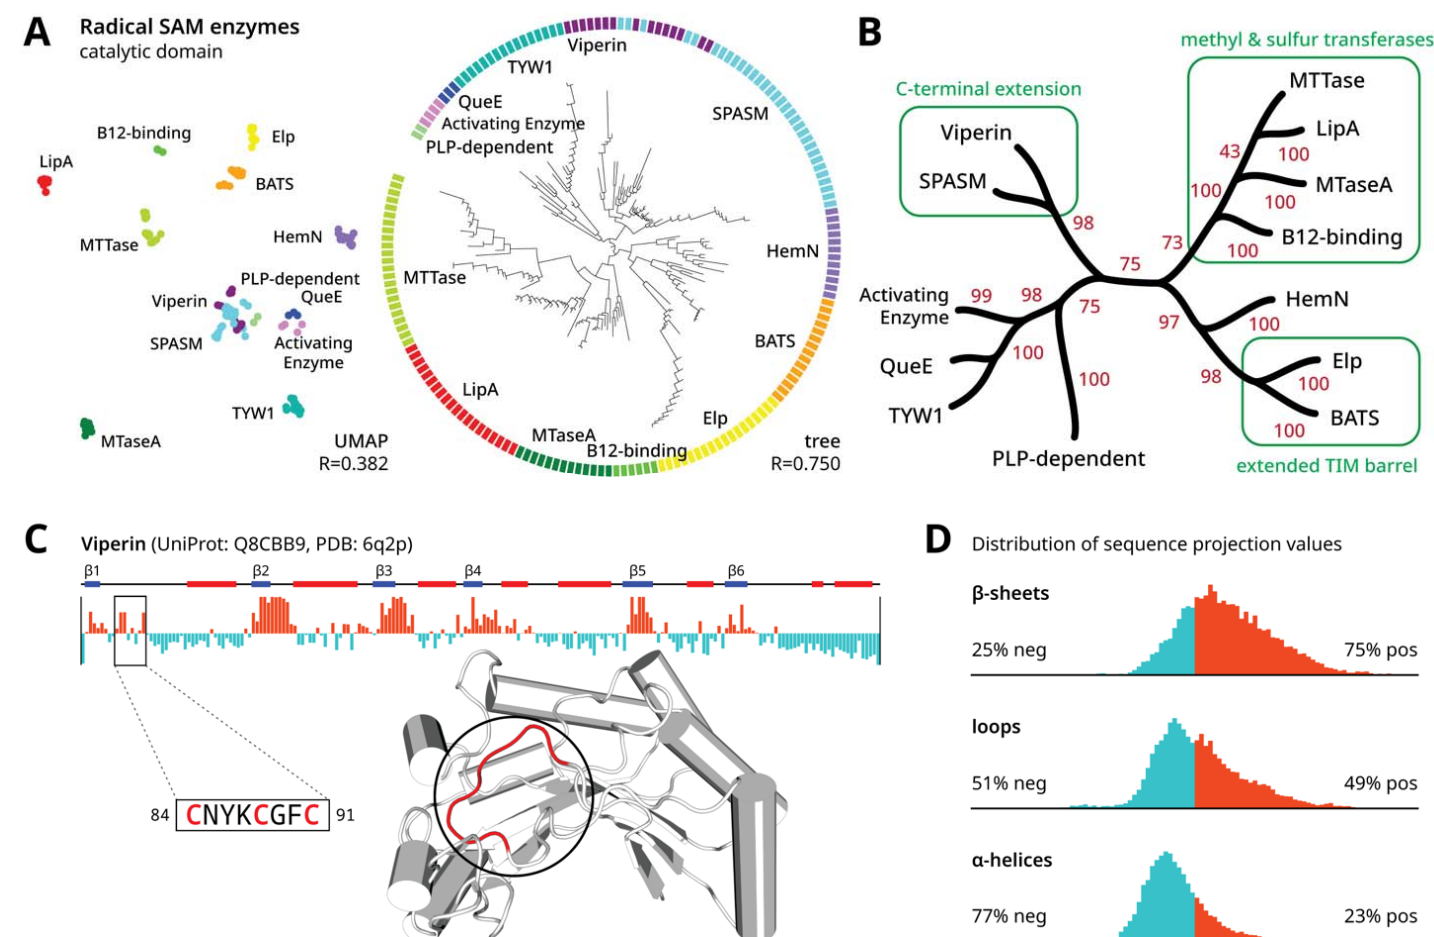 A
Radical SAM enzymes
catalytic domain
B12-binding
Elp
LipA
BATS
MTTase
HemN
PLP-dependent
QueE
Viperin
SPASM
Activating
Enzyme
TYW1
MTaseA
UMAP
R=0.382
Viperin
TYW1
QueE
Activating Enzyme
PLP-dependent
SPASM
HemN
MTTase
BATS
LipA
Elp
MTaseA
B12-binding
tree
R=0.750
B
methyl & sulfur transferases
C-terminal extension
MTTase
Viperin
LipA
43
100
SPASM
MTaseA
100
100
98
B12-binding
73
100
75
Activating
Enzyme
99
98
75
HemN
97
100
QueE
100
Elp
98
100
100
TYW1
BATS
100
PLP-dependent
extended TIM barrel
C
Viperin (UniProt: Q8CBB9, PDB: 6q2p)
β1
β2
β3
β4
β5
β6
84 CNYKCGFC 91
D
Distribution of sequence projection values
β-sheets
25% neg
75% pos
loops
51% neg
49% pos
α-helices
77% neg
23% pos